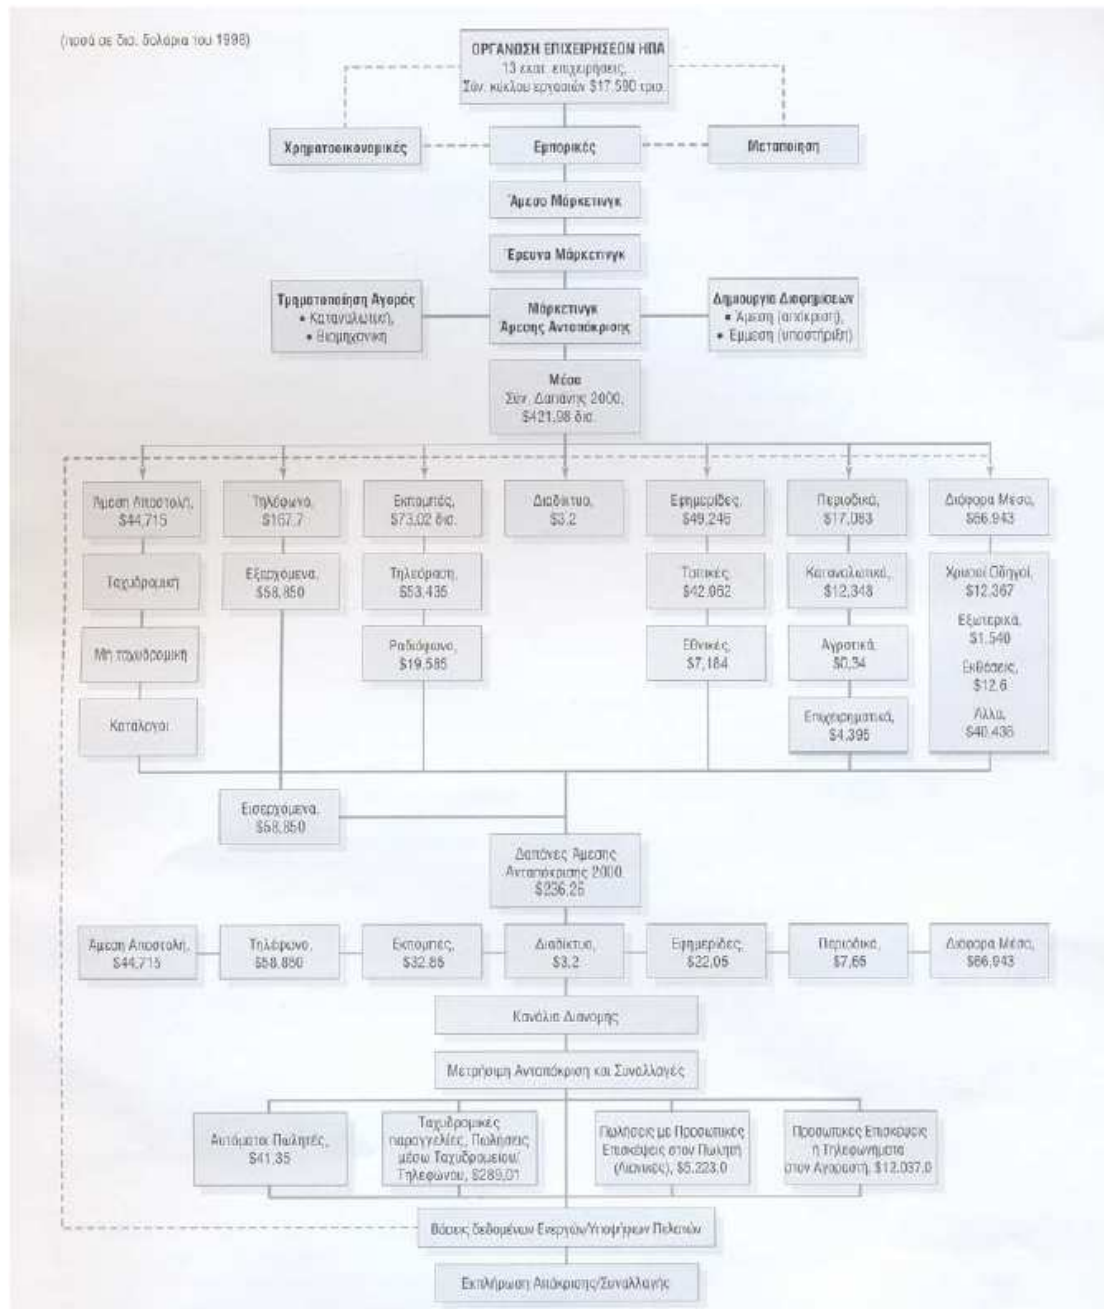 (ποσά σε δισ. δολάρια του 1998)
ΟΡΓΑΝΩΣΗ ΕΠΙΧΕΙΡΗΣΕΩΝ ΗΠΑ
13 εκατ. επιχειρήσεις,
Σύν. κύκλου εργασιών $17.590 τρισ.
Χρηματοοικονομικές
Εμπορικές
Μεταποίηση
Άμεσο Μάρκετινγκ
Έρευνα Μάρκετινγκ
Τμηματοποίηση Αγοράς
• Καταναλωτική,
• Βιομηχανική
Μάρκετινγκ
Άμεσης Ανταπόκρισης
Δημιουργία Διαφημίσεων
• Άμεση (απόκριση),
• Έμμεση (υποστήριξη)
Μέσα
Σύν. Δαπάνης 2000,
$421,98 δισ.
Άμεση Αποστολή,
$44,715
Τηλέφωνο,
$167,7
Εκπομπές,
$73,02 δισ.
Διαδίκτυο,
$3,2
Εφημερίδες,
$49,246
Περιοδικά,
$17,083
Διάφορα Μέσα,
$66,943
Ταχυδρομική
Εξερχόμενα,
$58,850
Τηλεόραση,
$53,435
Τοπικές,
$42,062
Καταναλωτικά,
$12,348
Χρυσοί Οδηγοί,
$12,367
Εξωτερικά,
$1,540
Εκθέσεις,
$12,6
Άλλα,
$40,436
Μη ταχυδρομική
Ραδιόφωνο,
$19,585
Εθνικές,
$7,184
Αγροτικά,
$0,34
Κατάλογοι
Επιχειρηματικά,
$4,395
Εισερχόμενα,
$58,850
Δαπάνες Άμεσης
Ανταπόκρισης 2000,
$236,26
Άμεση Αποστολή,
$44,715
Τηλέφωνο,
$58,850
Εκπομπές,
$32,85
Διαδίκτυο,
$3,2
Εφημερίδες,
$22,05
Περιοδικά,
$7,65
Διάφορα Μέσα,
$66,943
Κανάλια Διανομής
Μετρήσιμη Ανταπόκριση και Συναλλαγές
Αυτόματοι Πωλητές,
$41,35
Ταχυδρομικές
παραγγελίες, Πωλήσεις
μέσω Ταχυδρομείου/
Τηλεφώνου, $289,01
Πωλήσεις με Προσωπικές
Επισκέψεις στον Πωλητή
(Λιανικές), $5.223,0
Προσωπικές Επισκέψεις
ή Τηλεφωνήματα
στον Αγοραστή, $12.037,0
Βάσεις δεδομένων Ενεργών/Υποψήφιων Πελατών
Εκπλήρωση Απόκρισης/Συναλλαγής